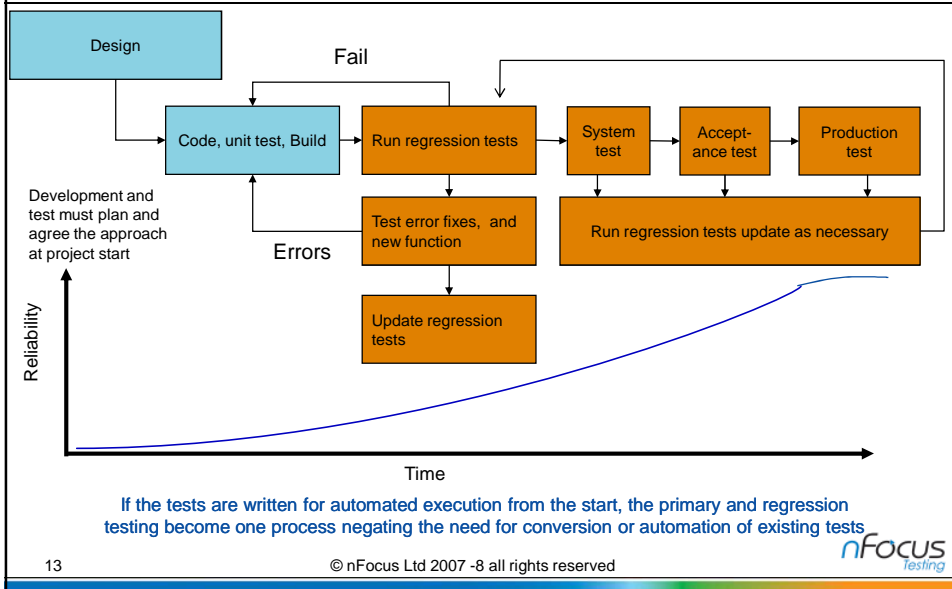 Design
Fail
Code, unit test, Build
Run regression tests
System
test
Accept-
ance test
Production
test
Development and
test must plan and
agree the approach
at project start
Errors
Test error fixes, and
new function
Run regression tests update as necessary
Update regression
tests
Reliability
Time
If the tests are written for automated execution from the start, the primary and regression
testing become one process negating the need for conversion or automation of existing tests
13
© nFocus Ltd 2007 -8 all rights reserved
nFocus
Testing